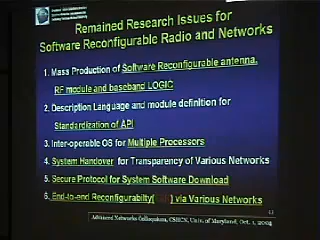 Remained Research Issues for
Software Reconfigurable Radio and Networks
1. Mass Production of Software Reconfigurable antenna,
RF module and baseband LOGIC
2. Description Language and module definition for
Standardization of API
3. Inter-operable OS for Multiple Processors
4. System Handover for Transparency of Various Networks
5. Secure Protocol for System Software Download
6. End-to-end Reconfigurabilty( ) via Various Networks
Advanced Networks Colloquium, CSHCN, Univ. of Maryland, Oct. 1, 2004